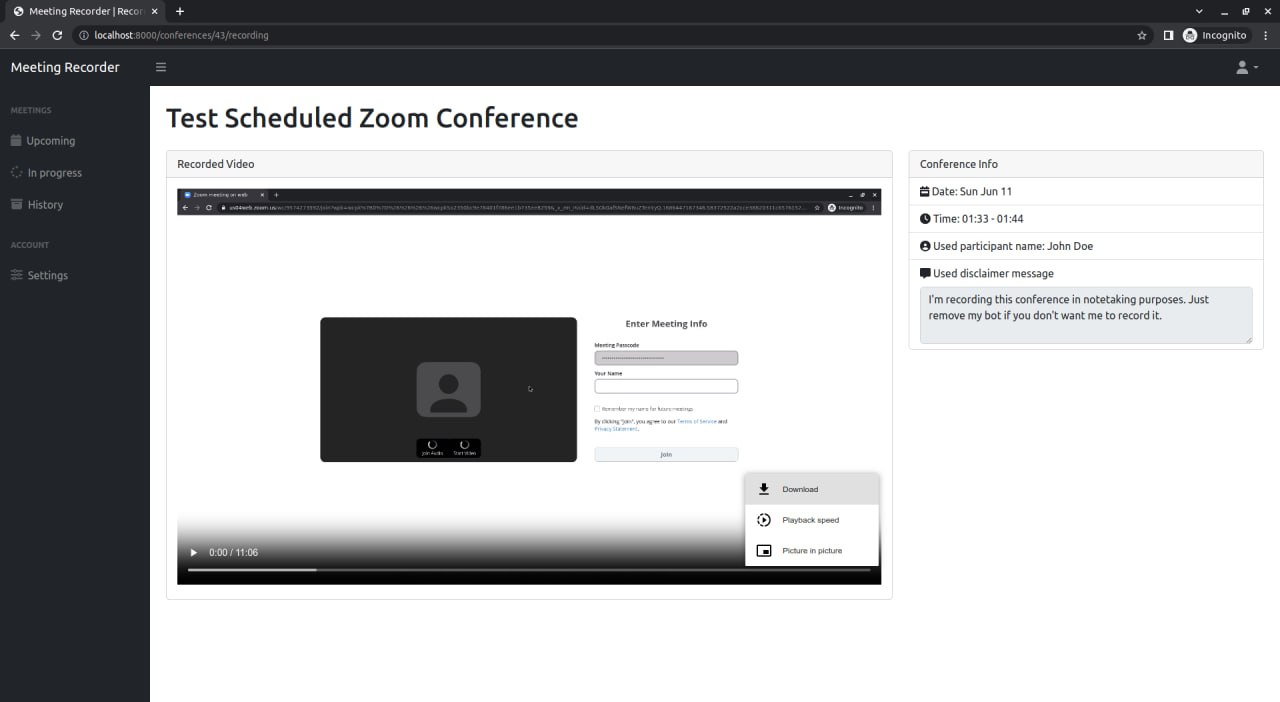 Meeting Recorder | Recor
localhost:8000/conferences/43/recording
Incognito
Meeting Recorder
MEETINGS
Upcoming
In progress
History
ACCOUNT
Settings
Test Scheduled Zoom Conference
Recorded Video
Zoom meeting on web
Incognito
Enter Meeting Info
Meeting Passcode
Your Name
Remember my name for future meetings
By clicking "Join", you agree to our Terms of Service and
Privacy Statement.
Join
Join Audio
Start Video
Download
Playback speed
Picture in picture
0:00 / 11:06
Conference Info
Date: Sun Jun 11
Time: 01:33 - 01:44
Used participant name: John Doe
Used disclaimer message
I'm recording this conference in notetaking purposes. Just
remove my bot if you don't want me to record it.